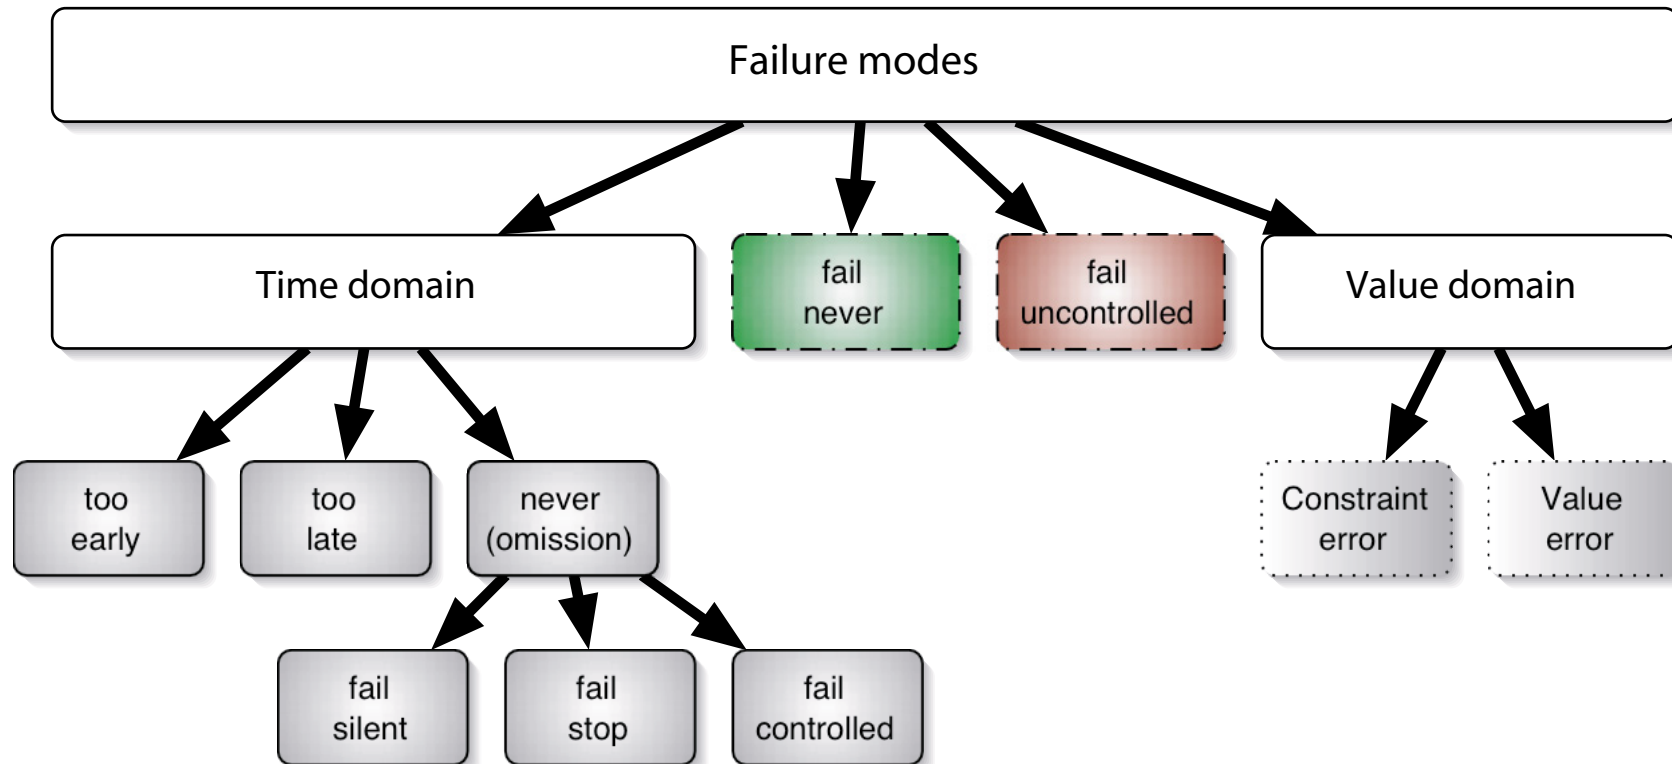 Failure modes
Time domain
fail
never
fail
uncontrolled
Value domain
too
early
too
late
never
(omission)
Constraint
error
Value
error
fail
silent
fail
stop
fail
controlled